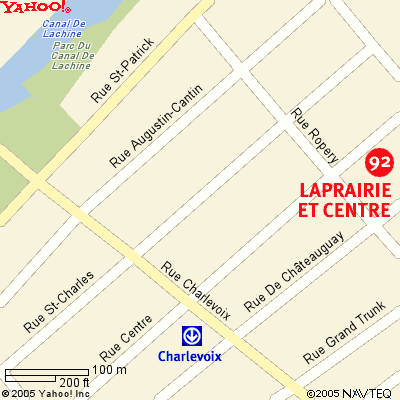 YAHOO!
Canal De
Lachine
Parc Du
Canal De
Lachine
Rue St-Patrick
Rue Augustin-Cantin
Rue Ropery
92
LAPRAIRIE
ET CENTRE
Rue De Châteauguay
Rue Charlevoix
Rue St-Charles
Rue Centre
Charlevoix
Rue Grand Trunk
100 m
200 ft
©2005 Yahoo! Inc
©2005 NAVTEQ